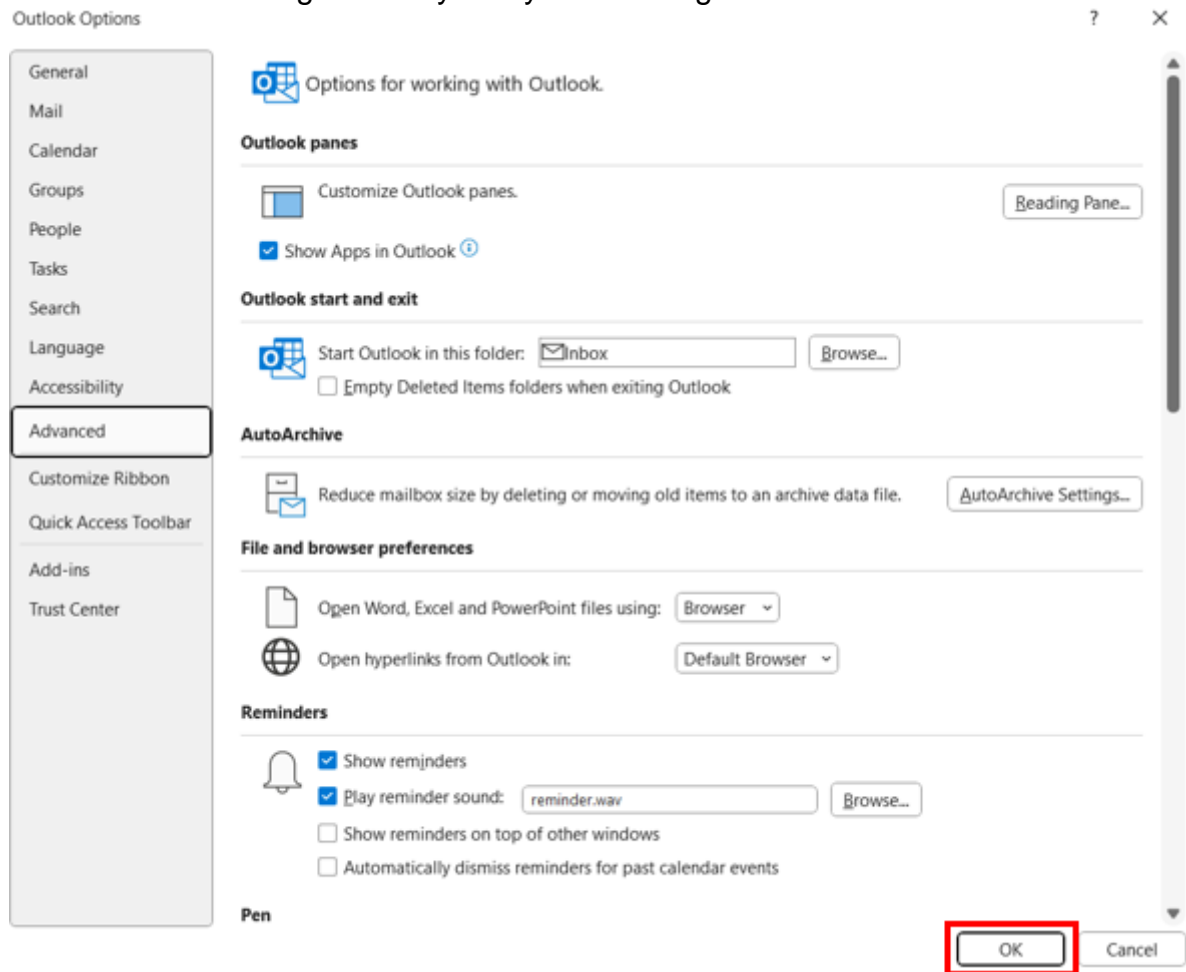 Outlook Options
?
General
Mail
Calendar
Groups
People
Tasks
Search
Language
Accessibility
Advanced
Customize Ribbon
Quick Access Toolbar
Add-ins
Trust Center
Options for working with Outlook.
Outlook panes
Customize Outlook panes.
Reading Pane...
Show Apps in Outlook
Outlook start and exit
Start Outlook in this folder: Inbox Browse...
Empty Deleted Items folders when exiting Outlook
AutoArchive
Reduce mailbox size by deleting or moving old items to an archive data file. AutoArchive Settings...
File and browser preferences
Open Word, Excel and PowerPoint files using: Browser
Open hyperlinks from Outlook in: Default Browser
Reminders
Show reminders
Play reminder sound: reminder.wav Browse...
Show reminders on top of other windows
Automatically dismiss reminders for past calendar events
Pen
OK Cancel